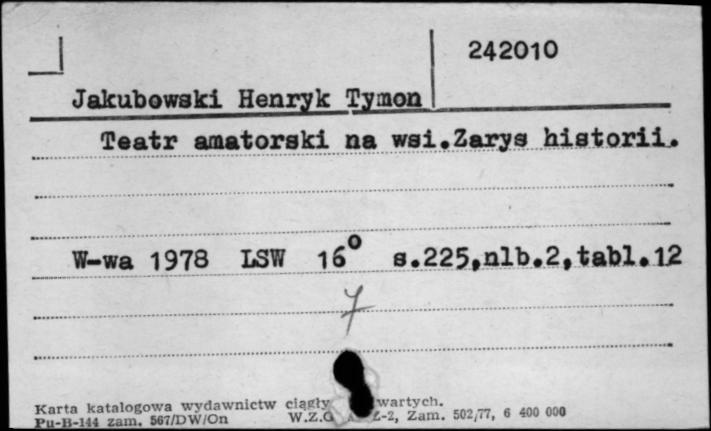 242010
Jakubowski Henryk Tymon
Teatr amatorski na wsi.Zarys historii.
W-wa 1978 LSW 16° s.225,nlb.2,tabl.12
7
Karta katalogowa wydawnictw wartych.
Pu-B-144 zam. 567/DW/On Z-2, Zam. 502/77, 6 400 000